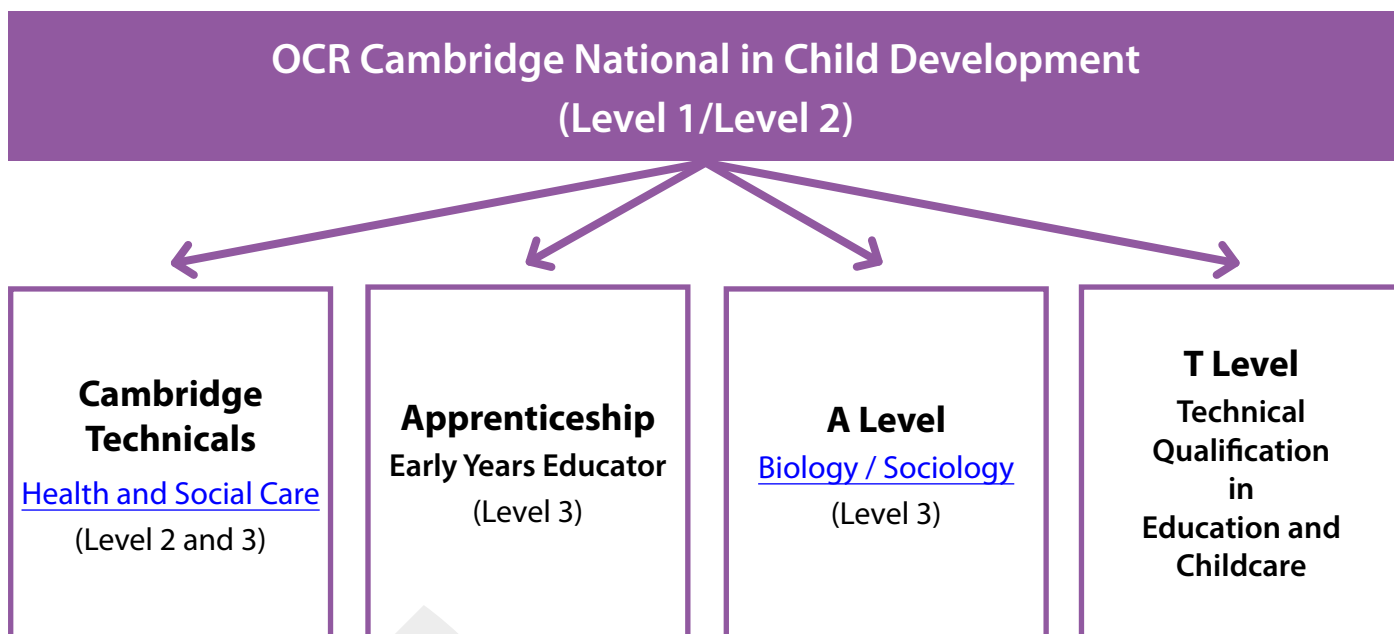 OCR Cambridge National in Child Development
(Level 1/Level 2)
Cambridge
Technicals
Health and Social Care
(Level 2 and 3)
Apprenticeship
Early Years Educator
(Level 3)
A Level
Biology / Sociology
(Level 3)
T Level
Technical
Qualification
in
Education and
Childcare